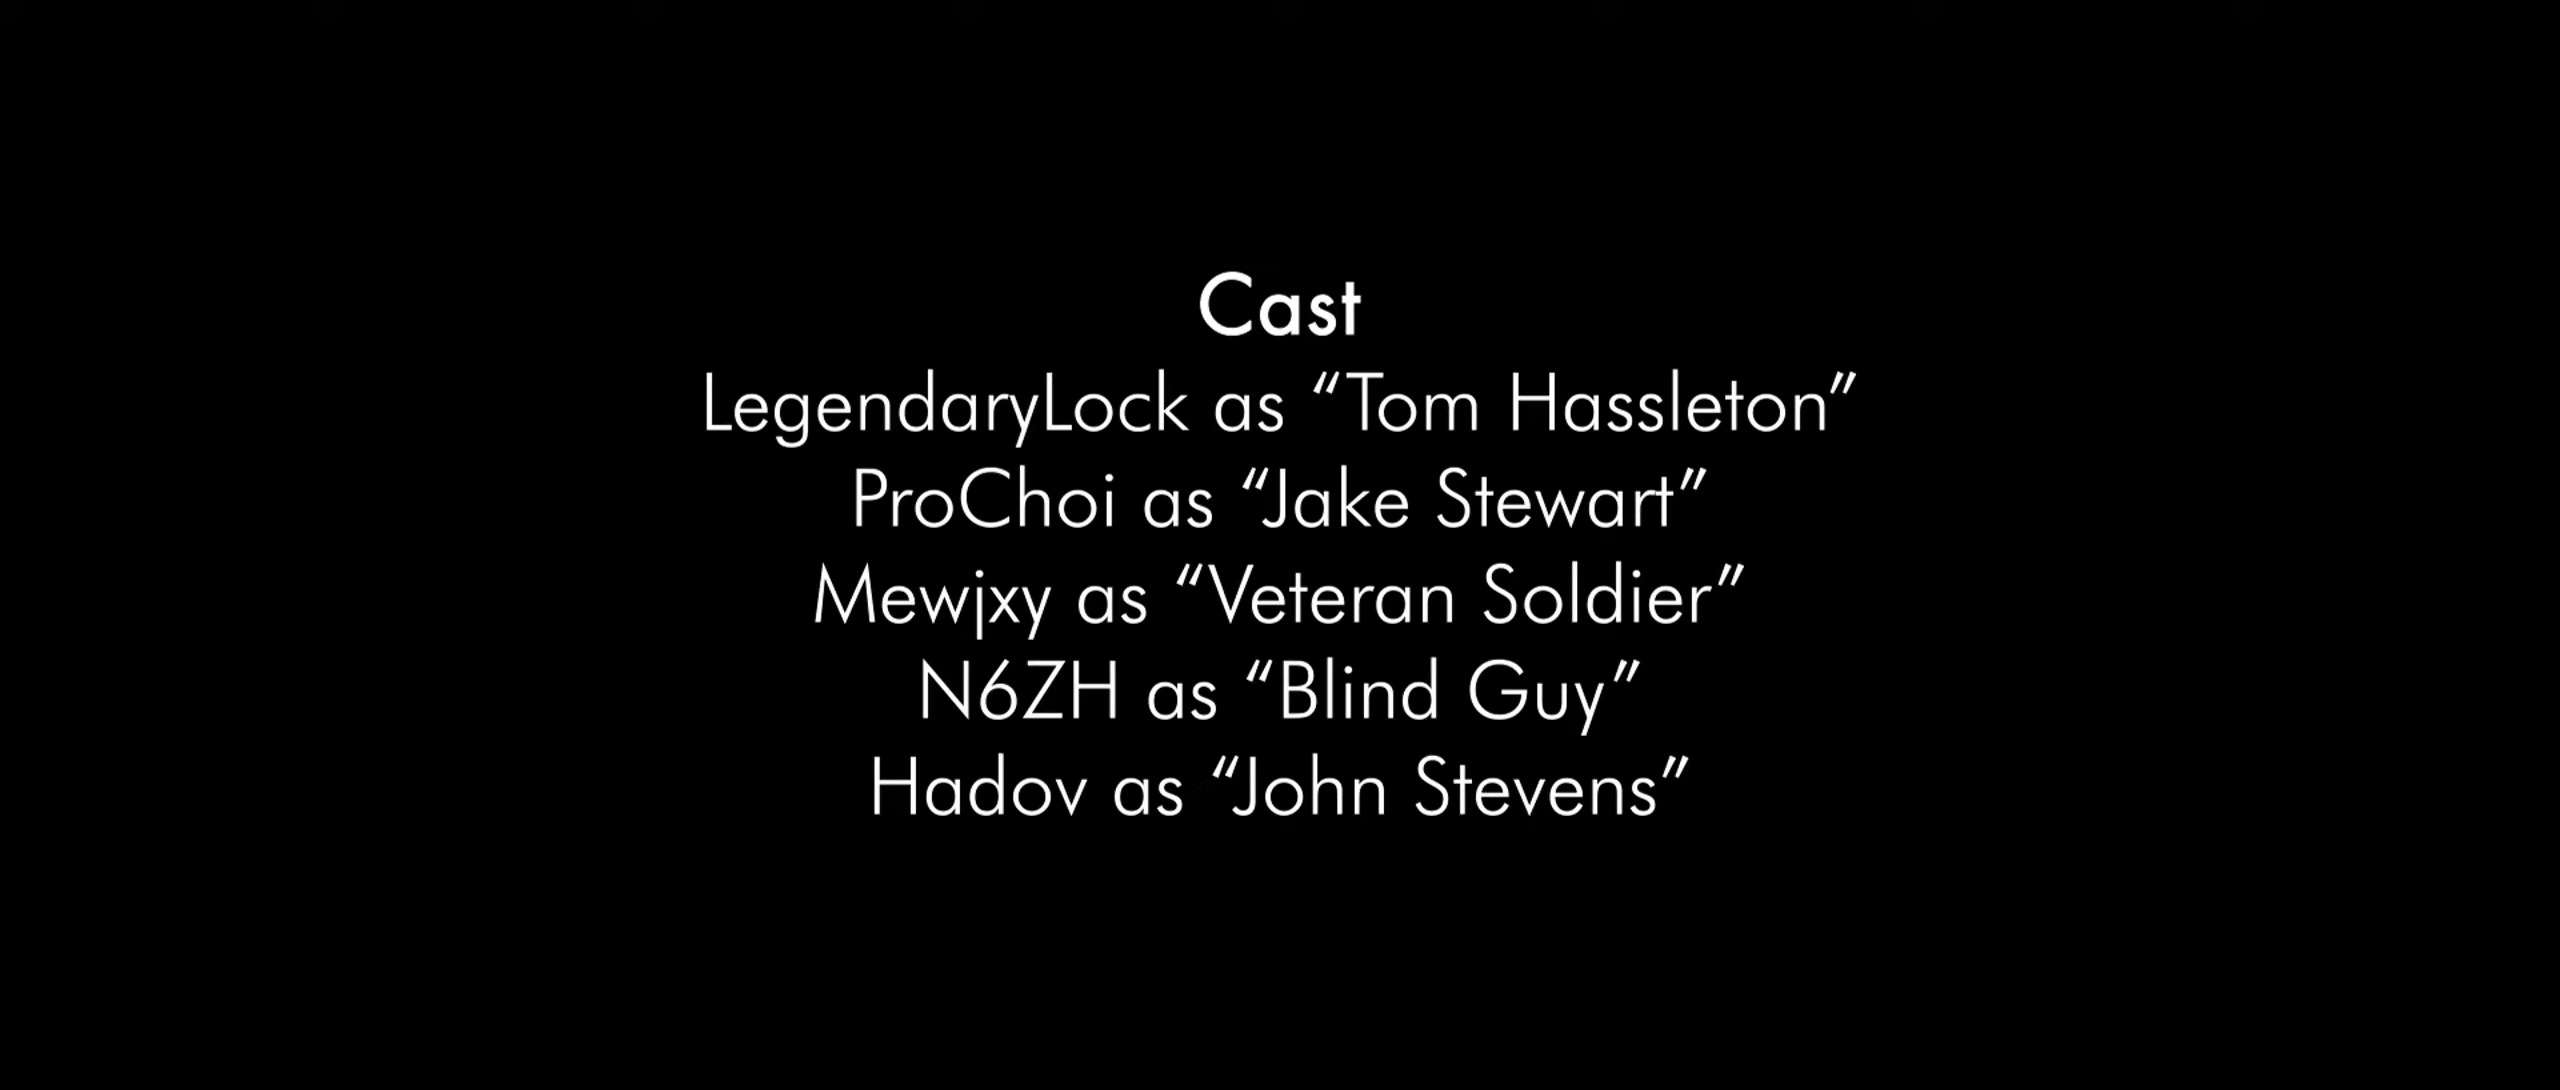 Cast
LegendaryLock as “Tom Hassleton”
ProChoi as “Jake Stewart”
Mewjxy as “Veteran Soldier”
N6ZH as “Blind Guy”
Hadov as “John Stevens”